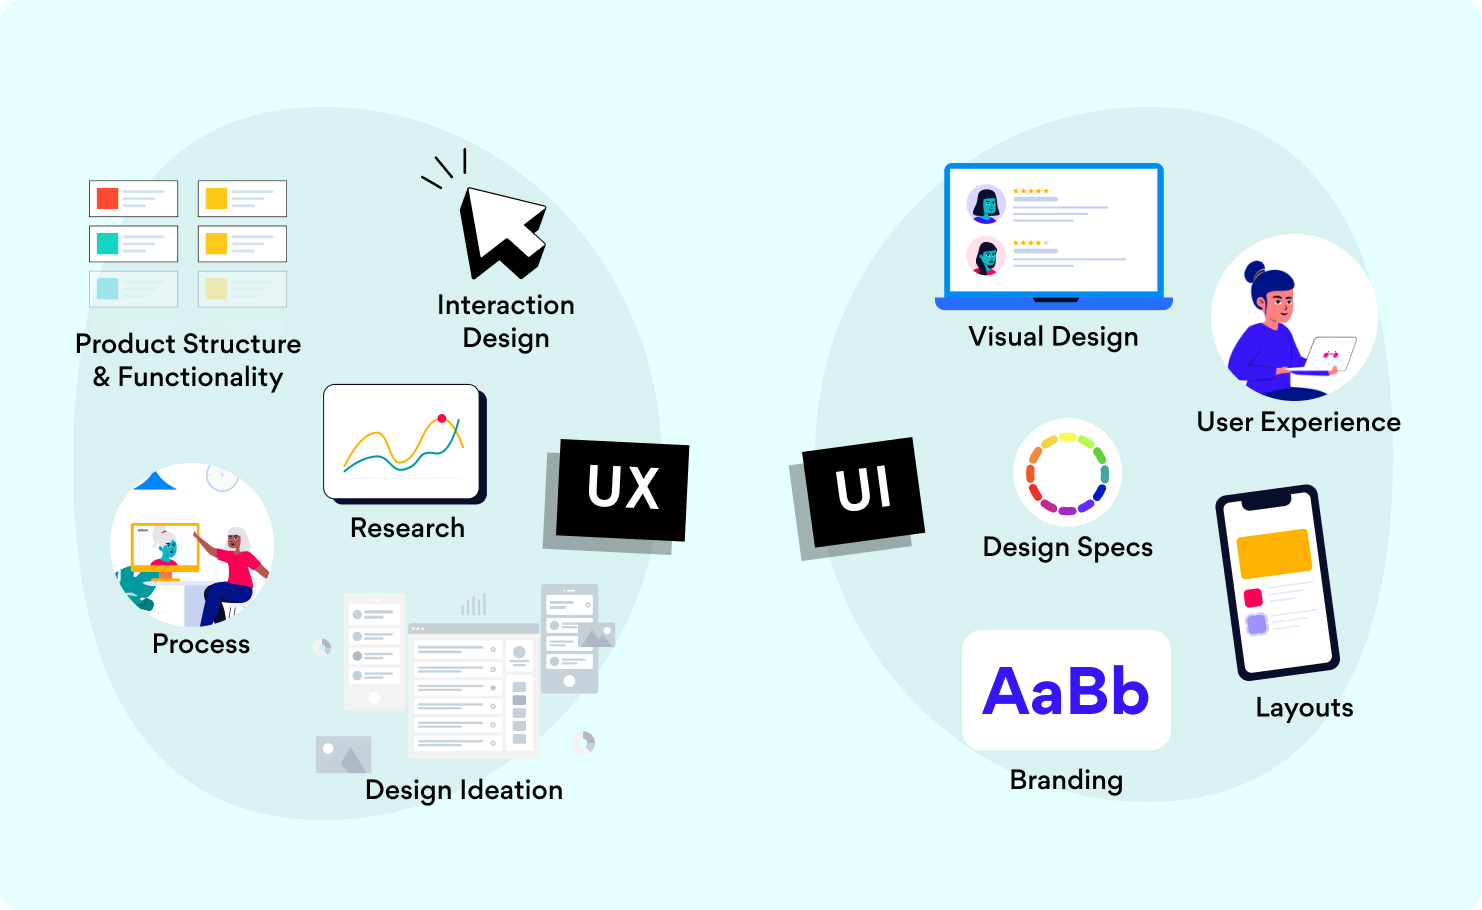 Interaction
Design
Product Structure
& Functionality
Research
UX
Process
Design Ideation
Visual Design
User Experience
UI
Design Specs
AaBb
Layouts
Branding